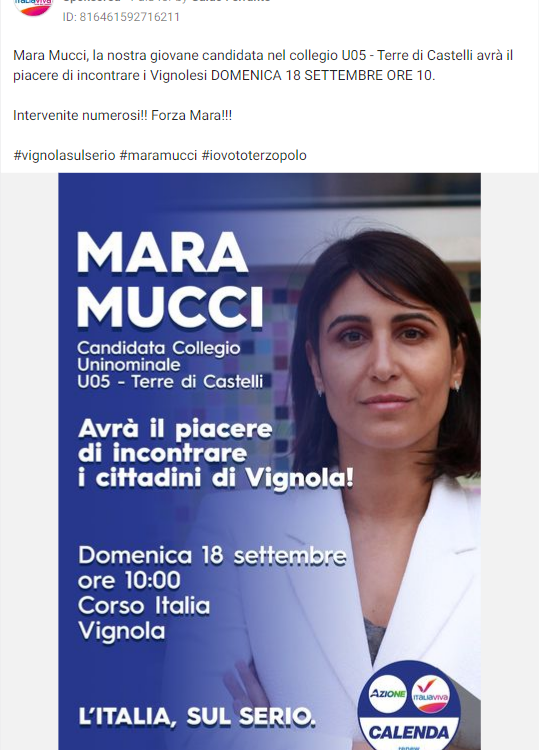 ID: 816461592716211
Mara Mucci, la nostra giovane candidata nel collegio U05 - Terre di Castelli avrà il
piacere di incontrare i Vignolesi DOMENICA 18 SETTEMBRE ORE 10.
Intervenite numerosi!! Forza Mara!!!
#vignolasulserio #maramucci #iovototerzopolo
MARA
MUCCI
Candidata Collegio
Uninominale
U05 - Terre di Castelli
Avrà il piacere
di incontrare
i cittadini di Vignola!
Domenica 18 settembre
ore 10:00
Corso Italia
Vignola
L'ITALIA, SUL SERIO.
AZIONE
ITALIAVIVA
CALENDA